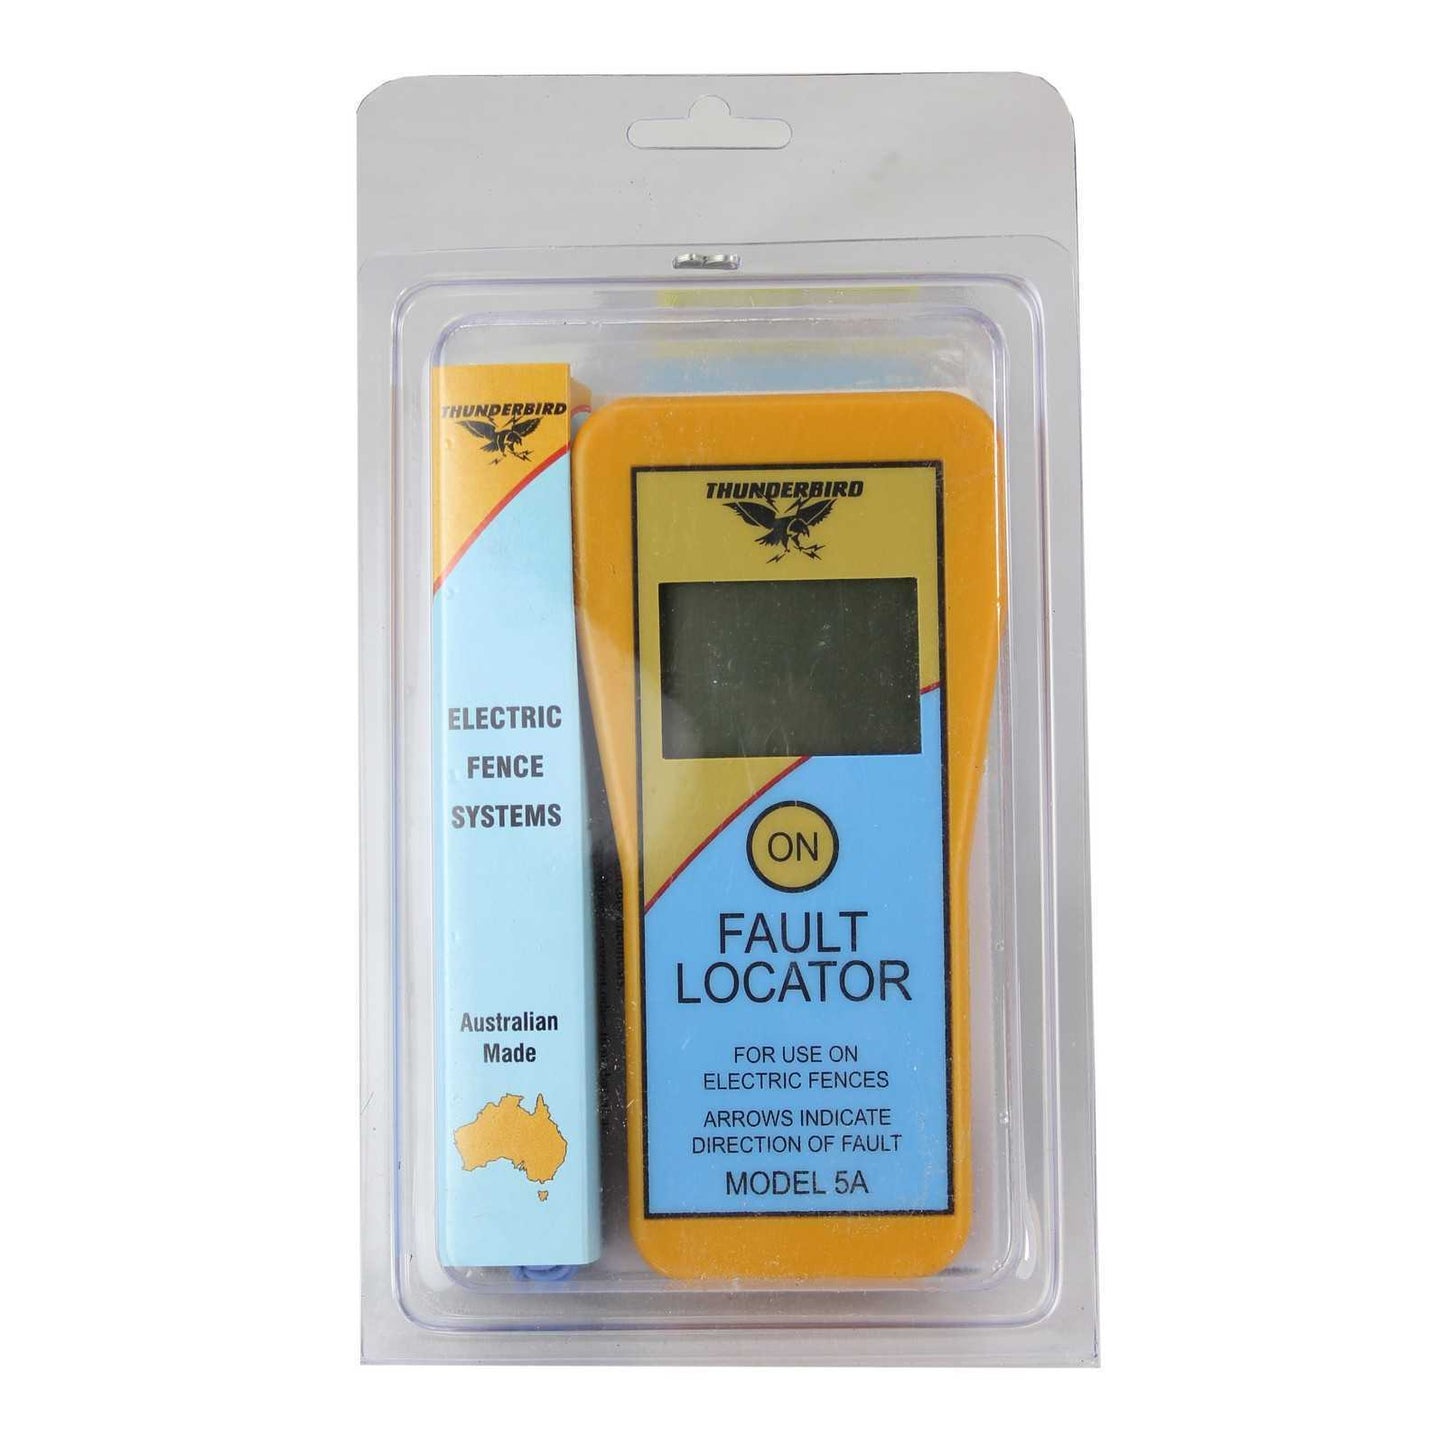 THUNDERBIRD
ELECTRIC
FENCE
SYSTEMS
Australian
Made
THUNDERBIRD
ON
FAULT
LOCATOR
FOR USE ON
ELECTRIC FENCES
ARROWS INDICATE
DIRECTION OF FAULT
MODEL 5A